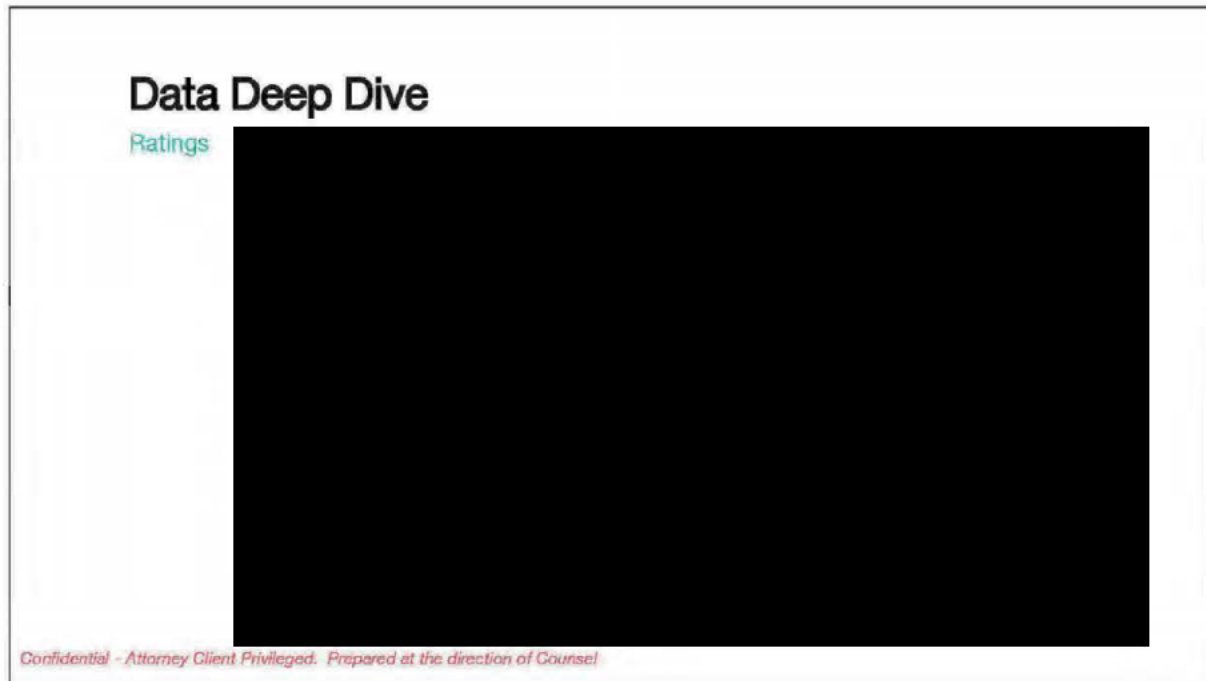 Data Deep Dive
Ratings
Confidential - Attorney Client Privileged. Prepared at the direction of Counsel